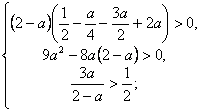 (2-a)(1/2 - a/4 - 3a/2 + 2a) > 0,
9a² - 8a(2-a) > 0,
3a/(2-a) > 1/2;